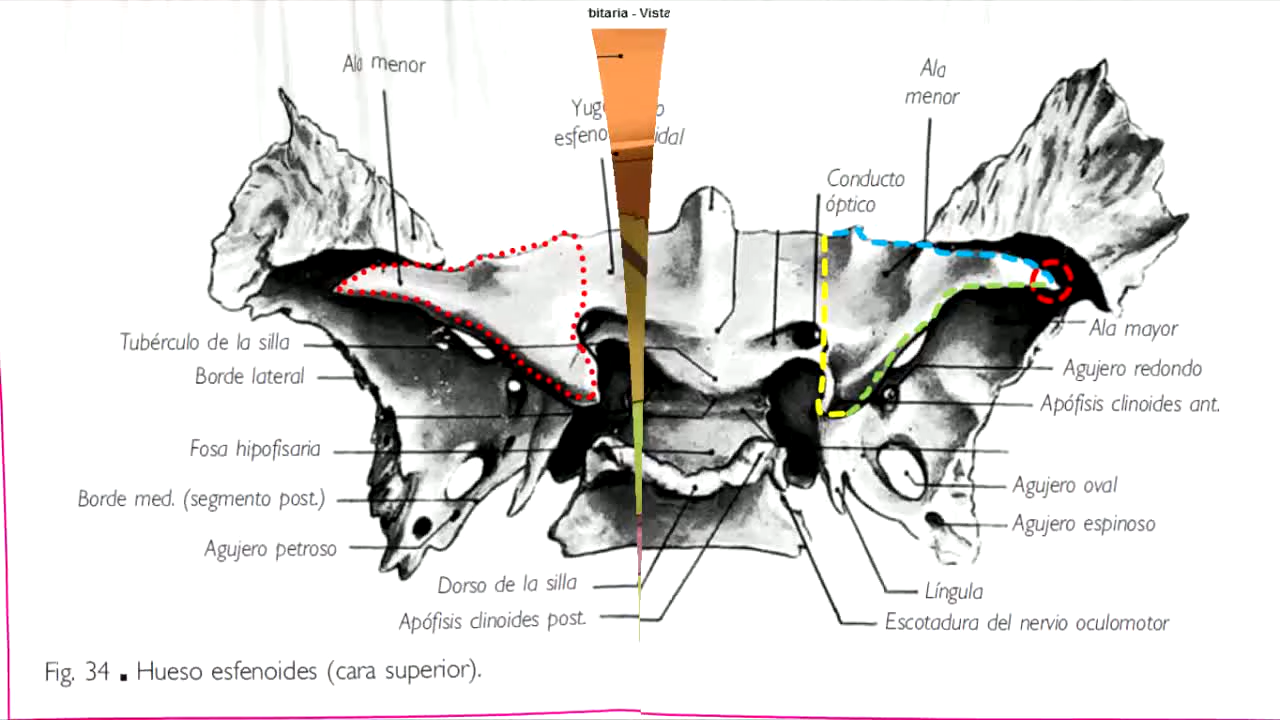 bitaria - Vista
Ala menor
Ala
menor
Conducto
óptico
Tubérculo de la silla
Borde lateral
Fosa hipofisaria
Borde med. (segmento post.)
Agujero petroso
Dorso de la silla
Apófisis clinoides post.
Ala mayor
Agujero redondo
Apófisis clinoides ant.
Agujero oval
Agujero espinoso
Língula
Escotadura del nervio oculomotor
Fig. 34 ■ Hueso esfenoides (cara superior).